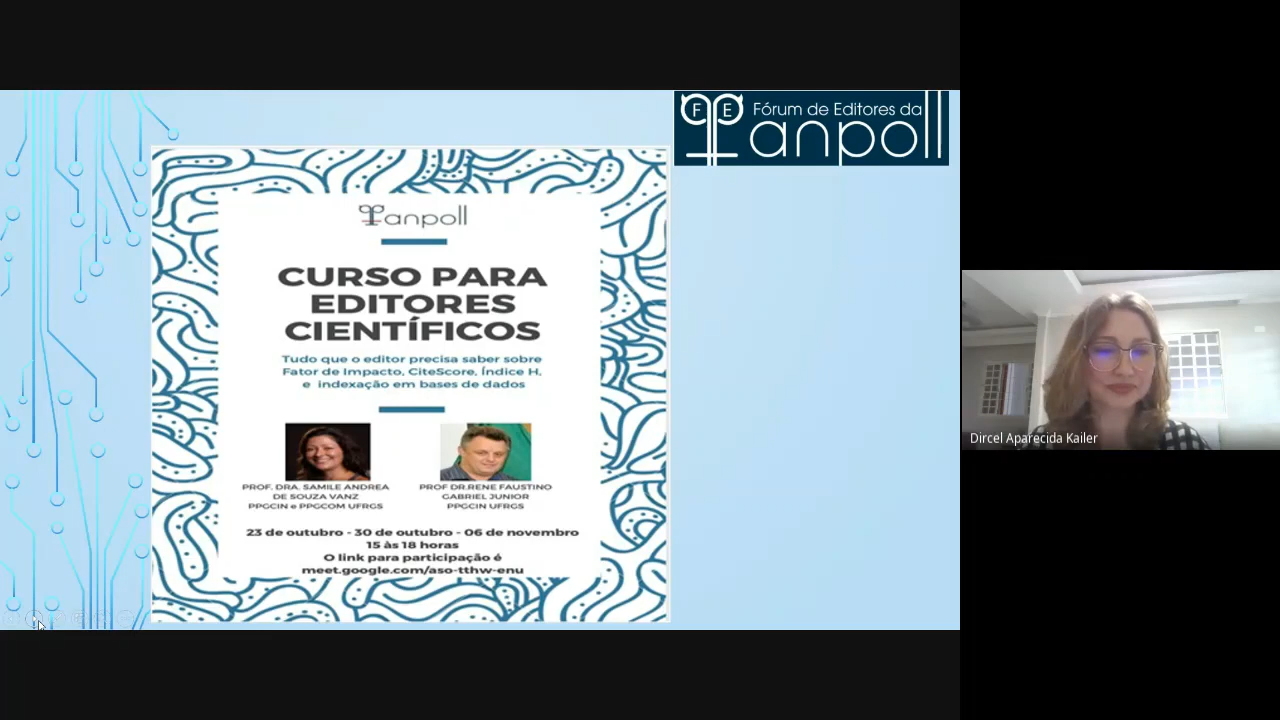 F E Fórum de Editores da
anpoll
anpoll
CURSO PARA
EDITORES
CIENTÍFICOS
Tudo que o editor precisa saber sobre
Fator de Impacto, CiteScore, Índice H,
e indexação em bases de dados
PROF. DRA. SAMILE ANDREA
DE SOUZA VANZ
PPGCIN e PPGCOM UFRGS
PROF DR.RENE FAUSTINO
GABRIEL JUNIOR
PPGCIN UFRGS
23 de outubro - 30 de outubro - 06 de novembro
15 às 18 horas
O link para participação é
meet.google.com/aso-tthw-enu
Dircel Aparecida Kailer